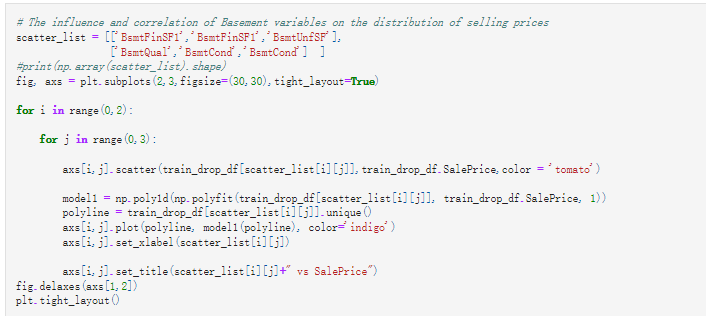 # The influence and correlation of Basement variables on the distribution of selling prices
scatter_list = [['BsmtFinSF1','BsmtFinSF1','BsmtUnfSF'],
['BsmtQual','BsmtCond','BsmtCond'] ]
#print(np.array(scatter_list).shape)
fig, axs = plt.subplots(2,3,figsize=(30,30),tight_layout=True)
for i in range(0,2):
for j in range(0,3):
axs[i,j].scatter(train_drop_df[scatter_list[i][j]],train_drop_df.SalePrice,color = 'tomato')
model1 = np.poly1d(np.polyfit(train_drop_df[scatter_list[i][j]], train_drop_df.SalePrice, 1))
polyline = train_drop_df[scatter_list[i][j]].unique()
axs[i,j].plot(polyline, model1(polyline), color='indigo')
axs[i,j].set_xlabel(scatter_list[i][j])
axs[i,j].set_title(scatter_list[i][j]+" vs SalePrice")
fig.delaxes(axs[1,2])
plt.tight_layout()